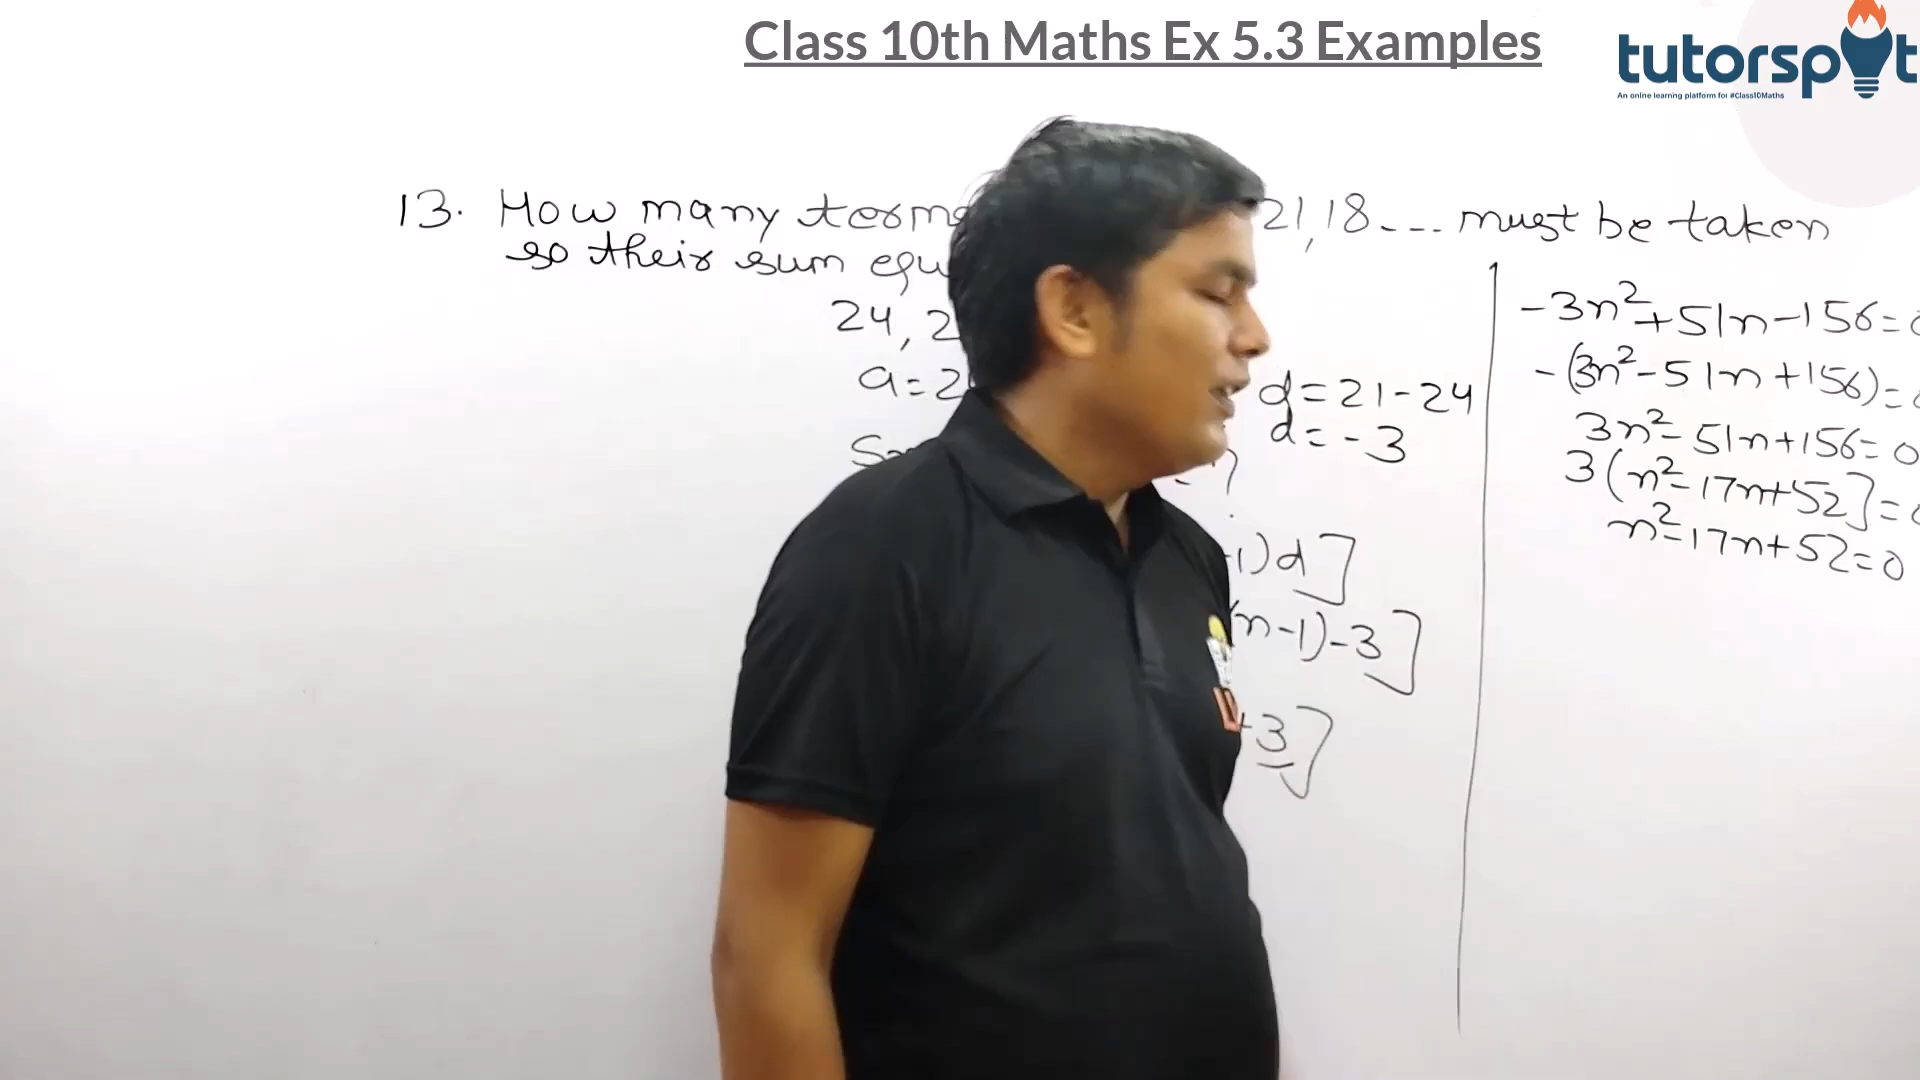 Class 10th Maths Ex 5.3 Examples
tutorspot
An online learning platform for #Class10Maths
13. How many terms 21,18--- must be taken
so their sum
24, 2
a=2
d=21-24
d=-3
-1)d]
(n-1)-3]
+3]
-3n²+51n-156=
-(3n²-51n+156)=
3n²-51n+156=0
3(n²-17n+52]=
n²-17n+52=0